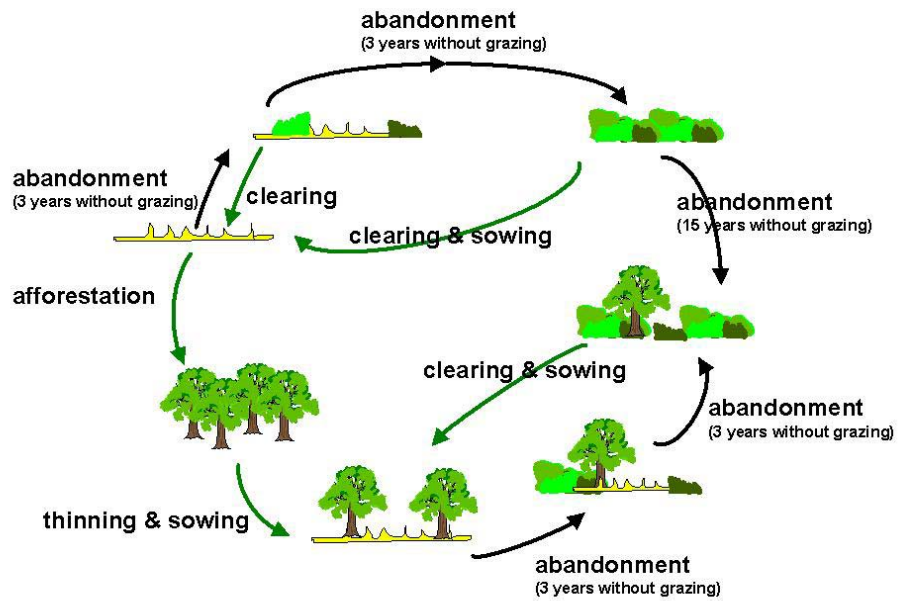 abandonment
(3 years without grazing)
abandonment
(3 years without grazing)
clearing
abandonment
(15 years without grazing)
clearing & sowing
afforestation
clearing & sowing
abandonment
(3 years without grazing)
thinning & sowing
abandonment
(3 years without grazing)